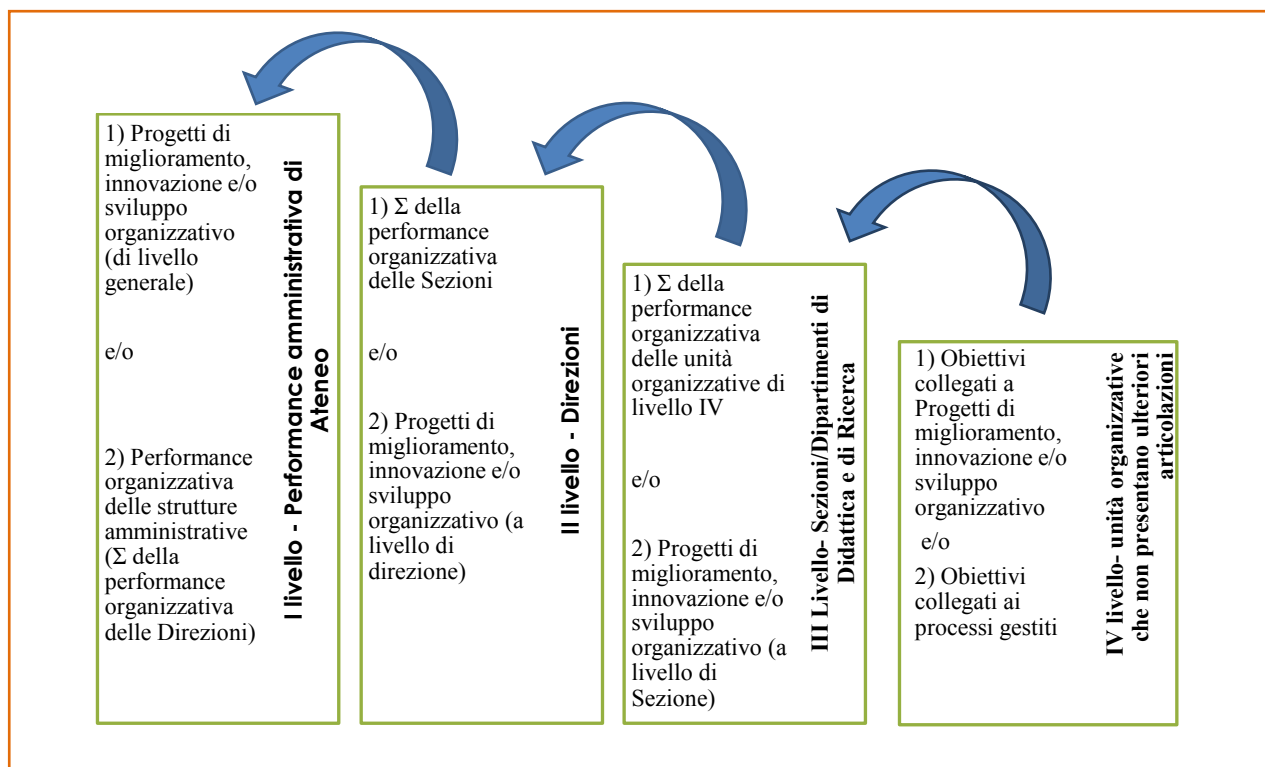 1) Progetti di
miglioramento,
innovazione e/o
sviluppo
organizzativo
(di livello
generale)
e/o
2) Performance
organizzativa
delle strutture
amministrative
(Σ della
performance
organizzativa
delle Direzioni)
I livello - Performance amministrativa di
Ateneo
1) Σ della
performance
organizzativa
delle Sezioni
e/o
2) Progetti di
miglioramento,
innovazione e/o
sviluppo
organizzativo (a
livello di
direzione)
II livello - Direzioni
1) Σ della
performance
organizzativa
delle unità
organizzative di
livello IV
e/o
2) Progetti di
miglioramento,
innovazione e/o
sviluppo
organizzativo (a
livello di
Sezione)
III Livello- Sezioni/Dipartimenti di
Didattica e di Ricerca
1) Obiettivi
collegati a
Progetti di
miglioramento,
innovazione e/o
sviluppo
organizzativo
e/o
2) Obiettivi
collegati ai
processi gestiti
IV livello- unità organizzative
che non presentano ulteriori
articolazioni